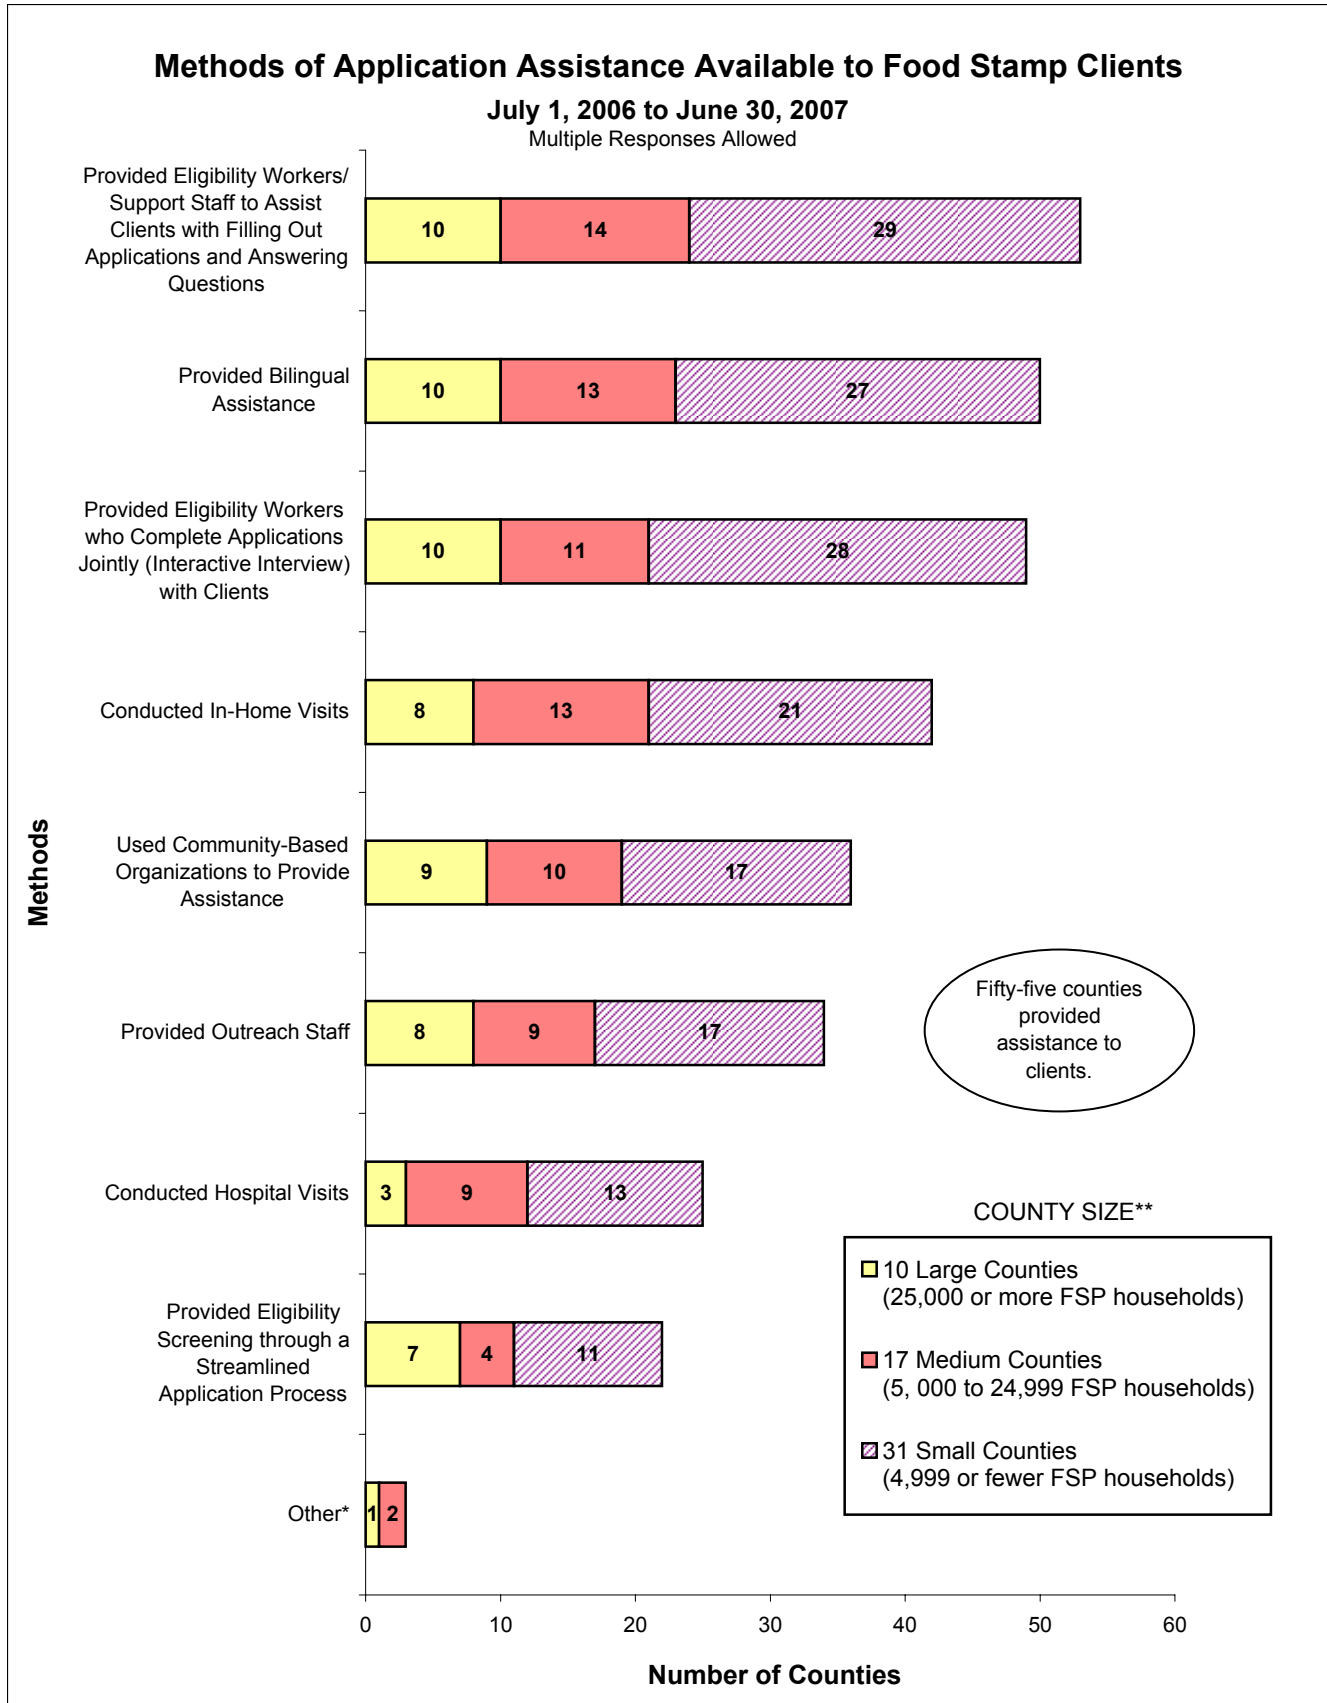 Methods of Application Assistance Available to Food Stamp Clients
July 1, 2006 to June 30, 2007
Multiple Responses Allowed
Provided Eligibility Workers/
Support Staff to Assist
Clients with Filling Out
Applications and Answering
Questions
10 14 29
Provided Bilingual
Assistance
10 13 27
Provided Eligibility Workers
who Complete Applications
Jointly (Interactive Interview)
with Clients
10 11 28
Conducted In-Home Visits
8 13 21
Used Community-Based
Organizations to Provide
Assistance
9 10 17
Provided Outreach Staff
8 9 17
Conducted Hospital Visits
3 9 13
Provided Eligibility
Screening through a
Streamlined
Application Process
7 4 11
Other*
1 2
Methods
Fifty-five counties
provided
assistance to
clients.
COUNTY SIZE**
10 Large Counties
(25,000 or more FSP households)
17 Medium Counties
(5, 000 to 24,999 FSP households)
31 Small Counties
(4,999 or fewer FSP households)
0 10 20 30 40 50 60
Number of Counties